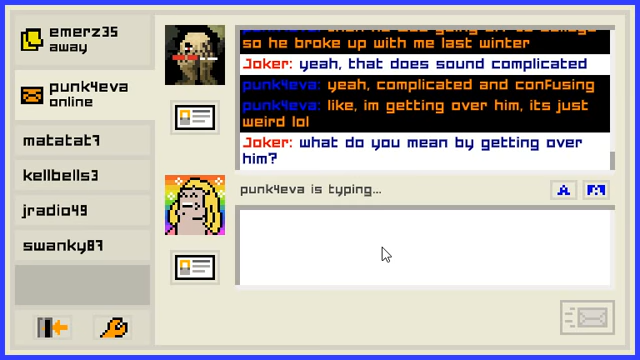 emerz35
away
punk4eva
online
matatat7
kellbells3
jradio49
swanky87
so he broke up with me last winter
Joker: yeah, that does sound complicated
punk4eva: yeah, complicated and confusing
punk4eva: like, im getting over him, its just
weird lol
Joker: what do you mean by getting over
him?
punk4eva is typing...
A